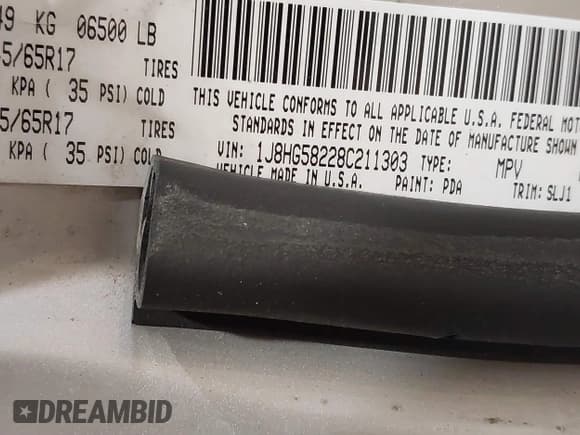 49 KG 06500 LB
5/65R17 TIRES
KPA ( 35 PSI) COLD
5/65R17 TIRES
KPA ( 35 PSI) COLD
THIS VEHICLE CONFORMS TO ALL APPLICABLE U.S.A. FEDERAL MOT
STANDARDS IN EFFECT ON THE DATE OF MANUFACTURE SHOWN
VIN: 1J8HG58228C211303 TYPE: MPV
VEHICLE MADE IN U.S.A. PAINT: PDA TRIM: SLJ1
DREAMBID